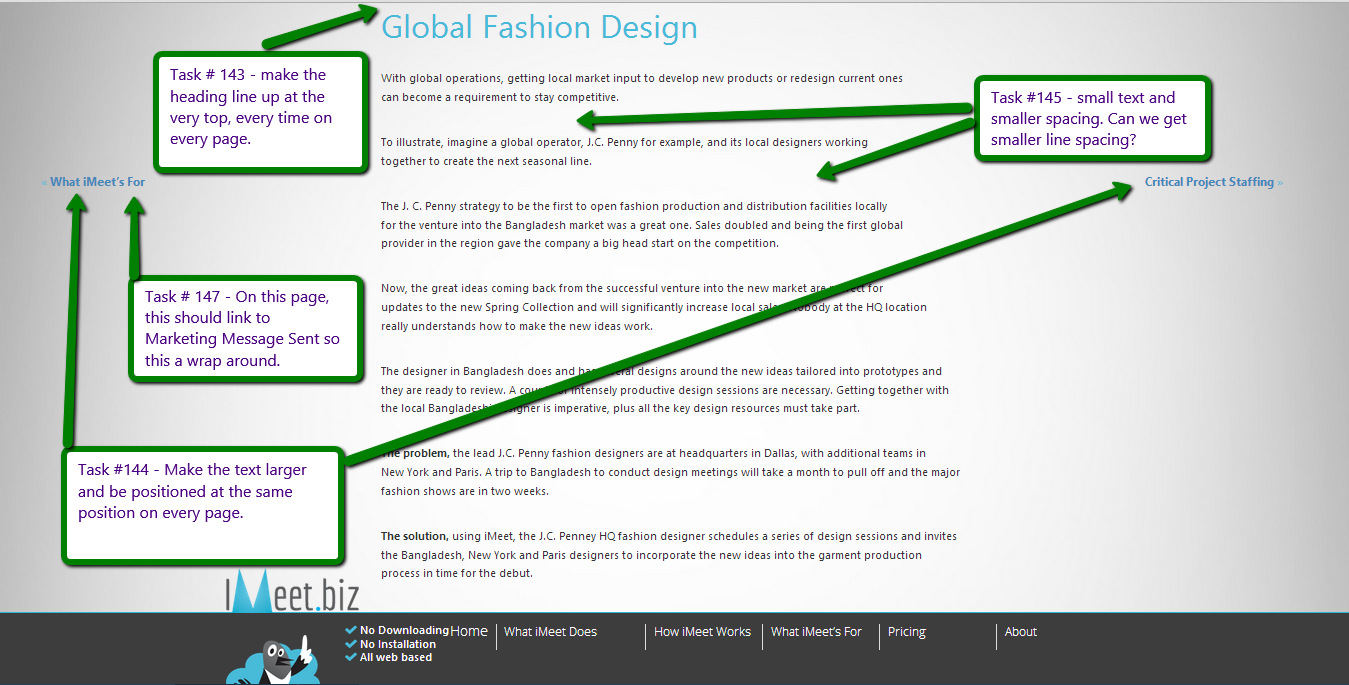 Global Fashion Design
Task # 143 - make the
heading line up at the
very top, every time on
every page.
With global operations, getting local market input to develop new products or redesign current ones
can become a requirement to stay competitive.
Task #145 - small text and
smaller spacing. Can we get
smaller line spacing?
To illustrate, imagine a global operator, J.C. Penny for example, and its local designers working
together to create the next seasonal line.
« What iMeet's For
Critical Project Staffing »
The J. C. Penny strategy to be the first to open fashion production and distribution facilities locally
for the venture into the Bangladesh market was a great one. Sales doubled and being the first global
provider in the region gave the company a big head start on the competition.
Task # 147 - On this page,
this should link to
Marketing Message Sent so
this a wrap around.
Now, the great ideas coming back from the successful venture into the new market are for
updates to the new Spring Collection and will significantly increase local nobody at the HQ location
really understands how to make the new ideas work.
The designer in Bangladesh does and designs around the new ideas tailored into prototypes and
they are ready to review. A intensely productive design sessions are necessary. Getting together with
the local designer is imperative, plus all the key design resources must take part.
Task #144 - Make the text larger
and be positioned at the same
position on every page.
The problem, the lead J.C. Penny fashion designers are at headquarters in Dallas, with additional teams in
New York and Paris. A trip to Bangladesh to conduct design meetings will take a month to pull off and the major
fashion shows are in two weeks.
The solution, using iMeet, the J.C. Penney HQ fashion designer schedules a series of design sessions and invites
the Bangladesh, New York and Paris designers to incorporate the new ideas into the garment production
process in time for the debut.
IMeet.biz
No Downloading
No Installation
All web based
Home
What iMeet Does
How iMeet Works
What iMeet's For
Pricing
About